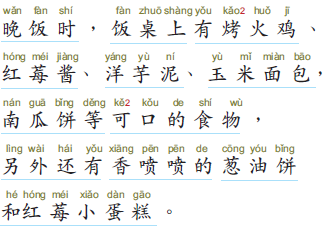 wǎn fàn shí fàn zhuō shàng yǒu kǎo2 huǒ jī
晚饭时，饭桌上有烤火鸡、
hóng méi jiàng yáng yù ní yù mǐ miàn bāo
红莓酱、洋芋泥、玉米面包，
nán guā bǐng děng kě2 kǒu de shí wù
南瓜饼等可口的食物，
lìng wài hái yǒu xiāng pēn pēn de cōng yóu bǐng
另外还有香喷喷的葱油饼
hé hóng méi xiǎo dàn gāo
和红莓小蛋糕。